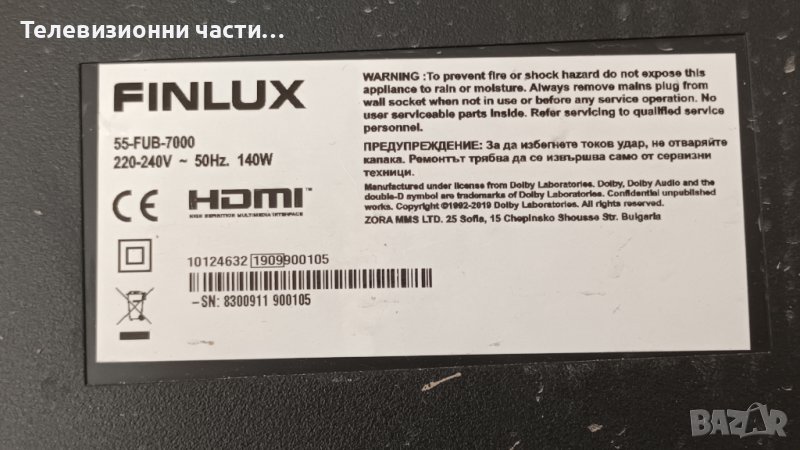 Телевизионни части…
FINLUX
55-FUB-7000
220-240V ~ 50Hz. 140W
CE HDMI™
HIGH DEFINITION MULTIMEDIA INTERFACE
10124632 1909900105
–SN: 8300911 900105
WARNING :To prevent fire or shock hazard do not expose this
appliance to rain or moisture. Always remove mains plug from
wall socket when not in use or before any service operation. No
user serviceable parts inside. Refer servicing to qualified service
personnel.
ПРЕДУПРЕЖДЕНИЕ: За да избегнете токов удар, не отваряйте
капака. Ремонтът трябва да се извършва само от сервизни
техници.
Manufactured under license from Dolby Laboratories. Dolby, Dolby Audio and the
double-D symbol are trademarks of Dolby Laboratories. Confidential unpublished
works. Copyright ©1992-2019 Dolby Laboratories. All rights reserved.
ZORA MMS LTD. 25 Sofia, 15 Chepinsko Shousse Str. Bulgaria
BAZAR